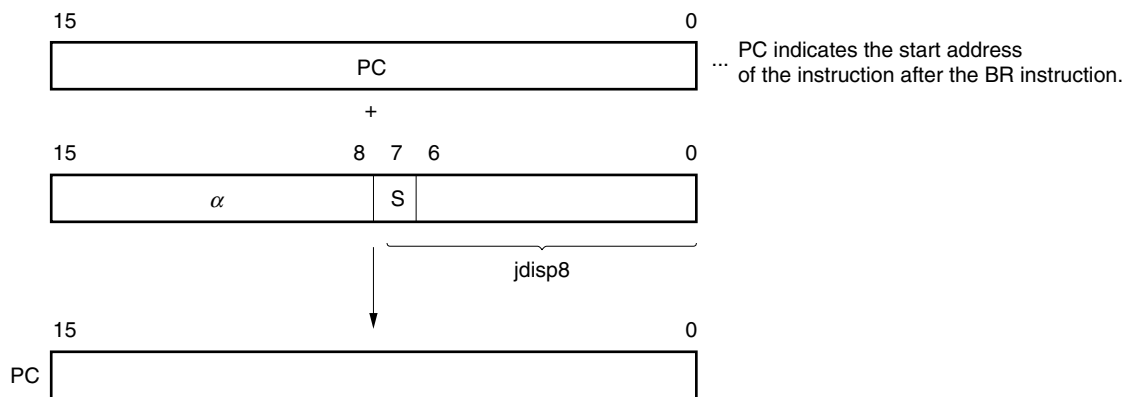 15 0
PC
... PC indicates the start address
of the instruction after the BR instruction.
+
15 8 7 6 0
α S
jdisp8
15 0
PC